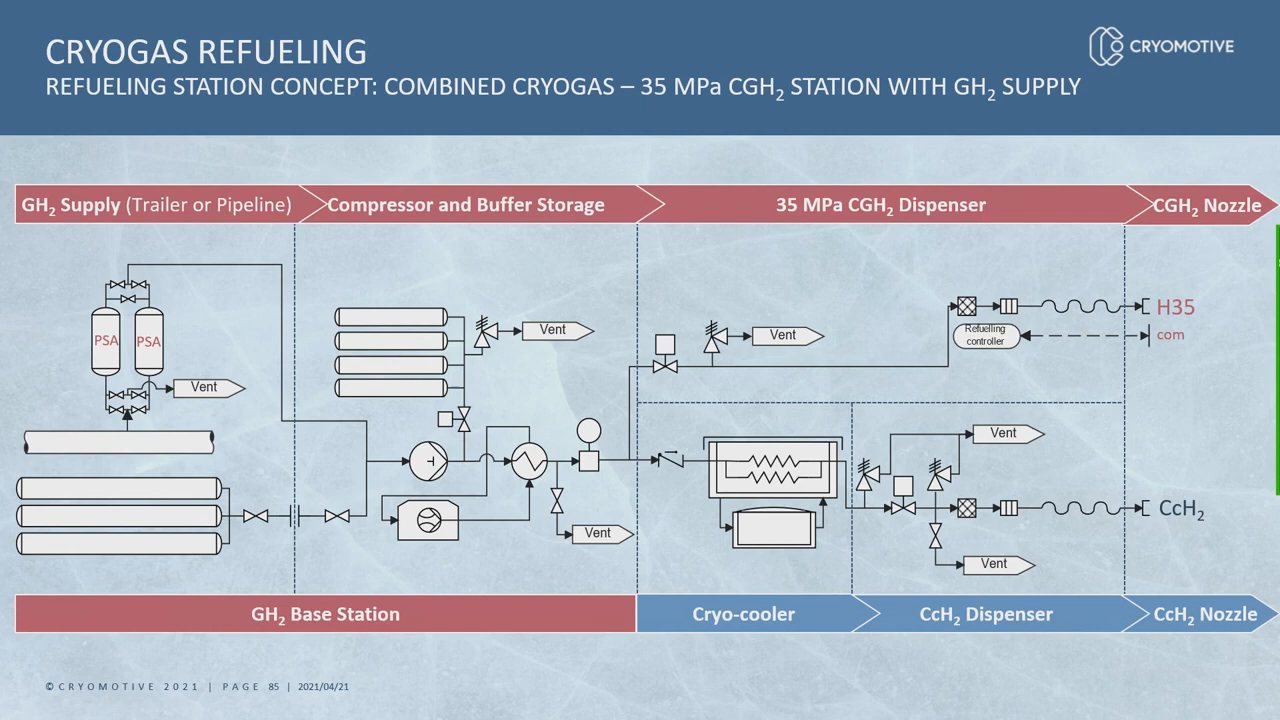 CRYOGAS REFUELING
CRYOMOTIVE
REFUELING STATION CONCEPT: COMBINED CRYOGAS – 35 MPa CGH₂ STATION WITH GH₂ SUPPLY
GH₂ Supply (Trailer or Pipeline)
Compressor and Buffer Storage
35 MPa CGH₂ Dispenser
CGH₂ Nozzle
PSA
PSA
Vent
Vent
Vent
H35
Refuelling
controller
com
Vent
Vent
CcH₂
Vent
GH₂ Base Station
Cryo-cooler
CcH₂ Dispenser
CcH₂ Nozzle
© CRYOMOTIVE 2021 | PAGE 85 | 2021/04/21